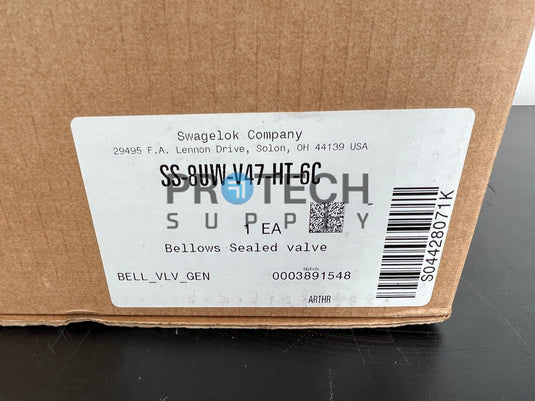 Swagelok Company
29495 F.A. Lennon Drive, Solon, OH 44139 USA
SS-8UW-V47-HT-6C
PROTECH
SUPPLY
1 EA
Bellows Sealed valve
Batch
BELL_VLV_GEN 0003891548
ARTHR
S04428071K